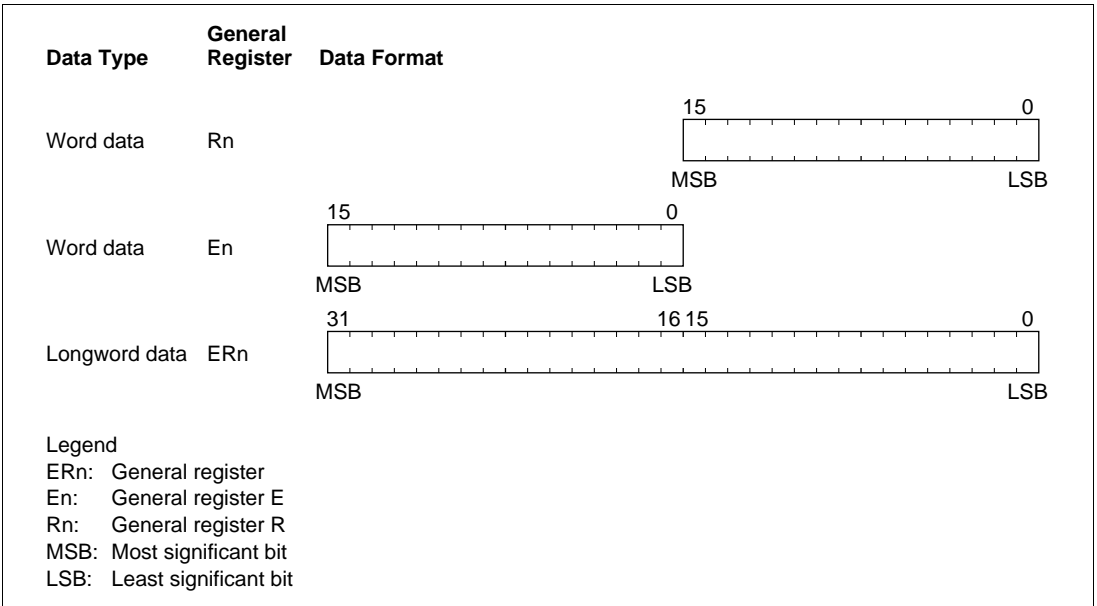 General
Data Type Register Data Format
15 0
Word data Rn
MSB LSB
15 0
Word data En
MSB LSB
31 16 15 0
Longword data ERn
MSB LSB
Legend
ERn: General register
En: General register E
Rn: General register R
MSB: Most significant bit
LSB: Least significant bit